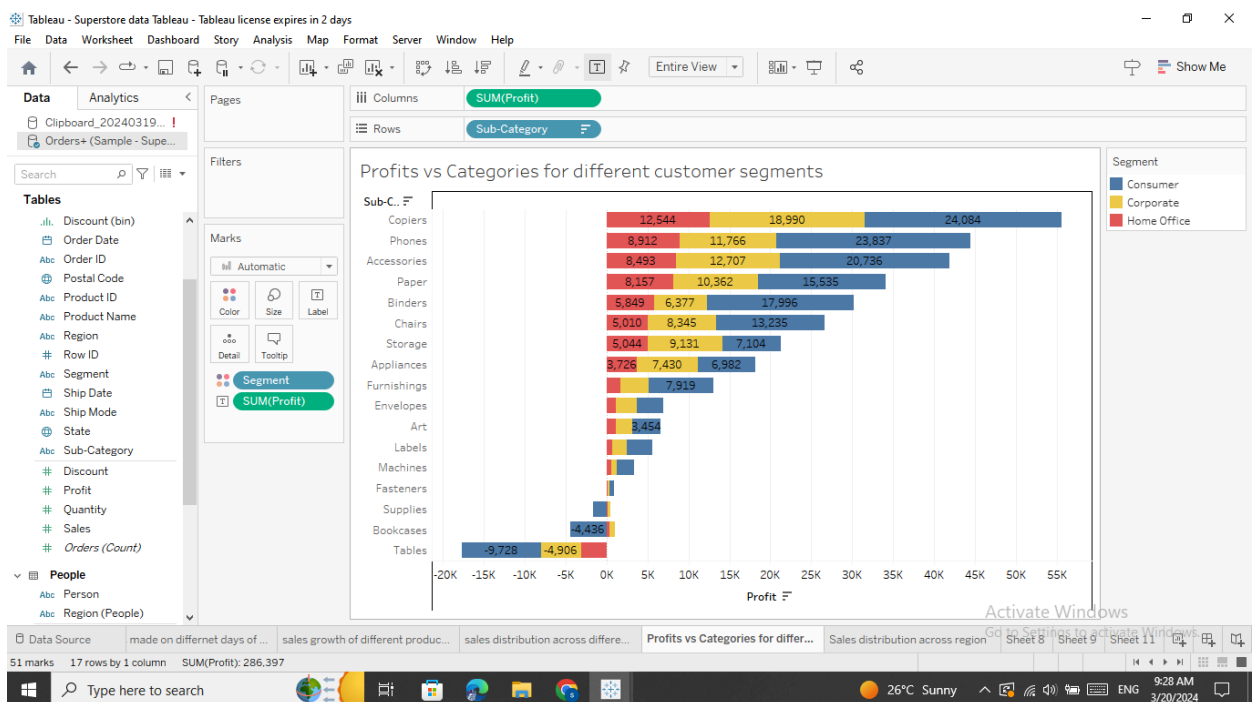 Tableau - Superstore data Tableau - Tableau license expires in 2 days
File Data Worksheet Dashboard Story Analysis Map Format Server Window Help
Entire View
Show Me
Data Analytics
Clipboard_20240319... !
Orders+ (Sample - Supe...
Search
Tables
Discount (bin)
Order Date
Abc Order ID
Postal Code
Abc Product ID
Abc Product Name
Abc Region
# Row ID
Abc Segment
Ship Date
Abc Ship Mode
State
Abc Sub-Category
# Discount
# Profit
# Quantity
# Sales
# Orders (Count)
People
Abc Person
Abc Region (People)
Pages
Filters
Marks
Automatic
Color Size Label
Detail Tooltip
Segment
SUM(Profit)
Columns SUM(Profit)
Rows Sub-Category
Profits vs Categories for different customer segments
Sub-C..
Copiers 12,544 18,990 24,084
Phones 8,912 11,766 23,837
Accessories 8,493 12,707 20,736
Paper 8,157 10,362 15,535
Binders 5,849 6,377 17,996
Chairs 5,010 8,345 13,235
Storage 5,044 9,131 7,104
Appliances 3,726 7,430 6,982
Furnishings 7,919
Envelopes
Art 3,454
Labels
Machines
Fasteners
Supplies
Bookcases -4,436
Tables -9,728 -4,906
-20K -15K -10K -5K 0K 5K 10K 15K 20K 25K 30K 35K 40K 45K 50K 55K
Profit
Segment
Consumer
Corporate
Home Office
Activate Windows
Go to Settings to activate Windows.
Data Source made on differnet days of ... sales growth of different produc... sales distribution across differe... Profits vs Categories for differ... Sales distribution across region Sheet 8 Sheet 9 Sheet 11
51 marks 17 rows by 1 column SUM(Profit): 286,397
Type here to search
26°C Sunny
ENG
9:28 AM
3/20/2024